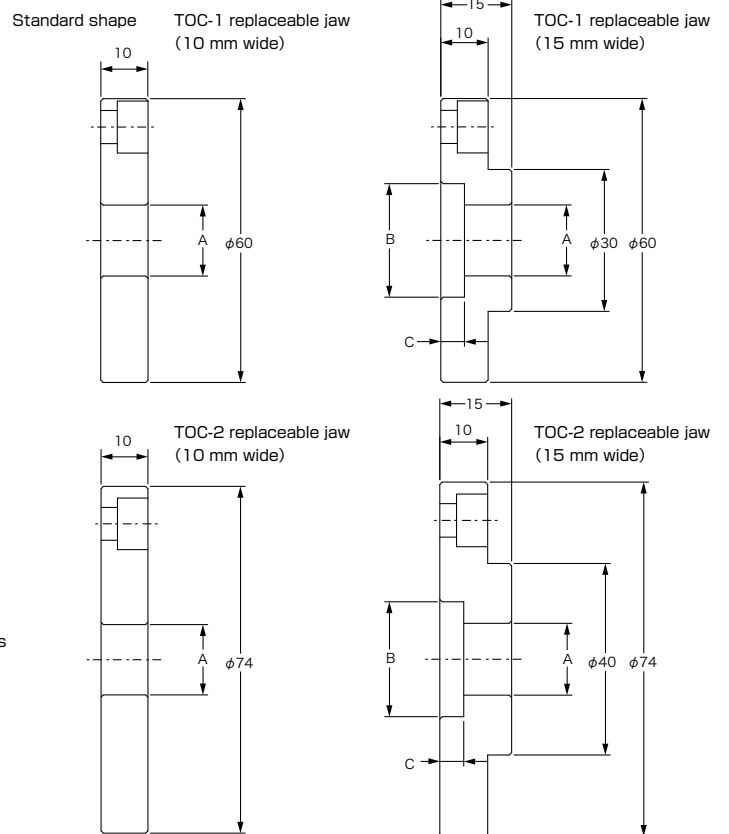 Standard shape
TOC-1 replaceable jaw
（10 mm wide）
10
A
φ60
15
TOC-1 replaceable jaw
（15 mm wide）
10
B
A
φ30
φ60
C
TOC-2 replaceable jaw
（10 mm wide）
10
A
φ74
15
TOC-2 replaceable jaw
（15 mm wide）
10
B
A
φ40
φ74
C
s